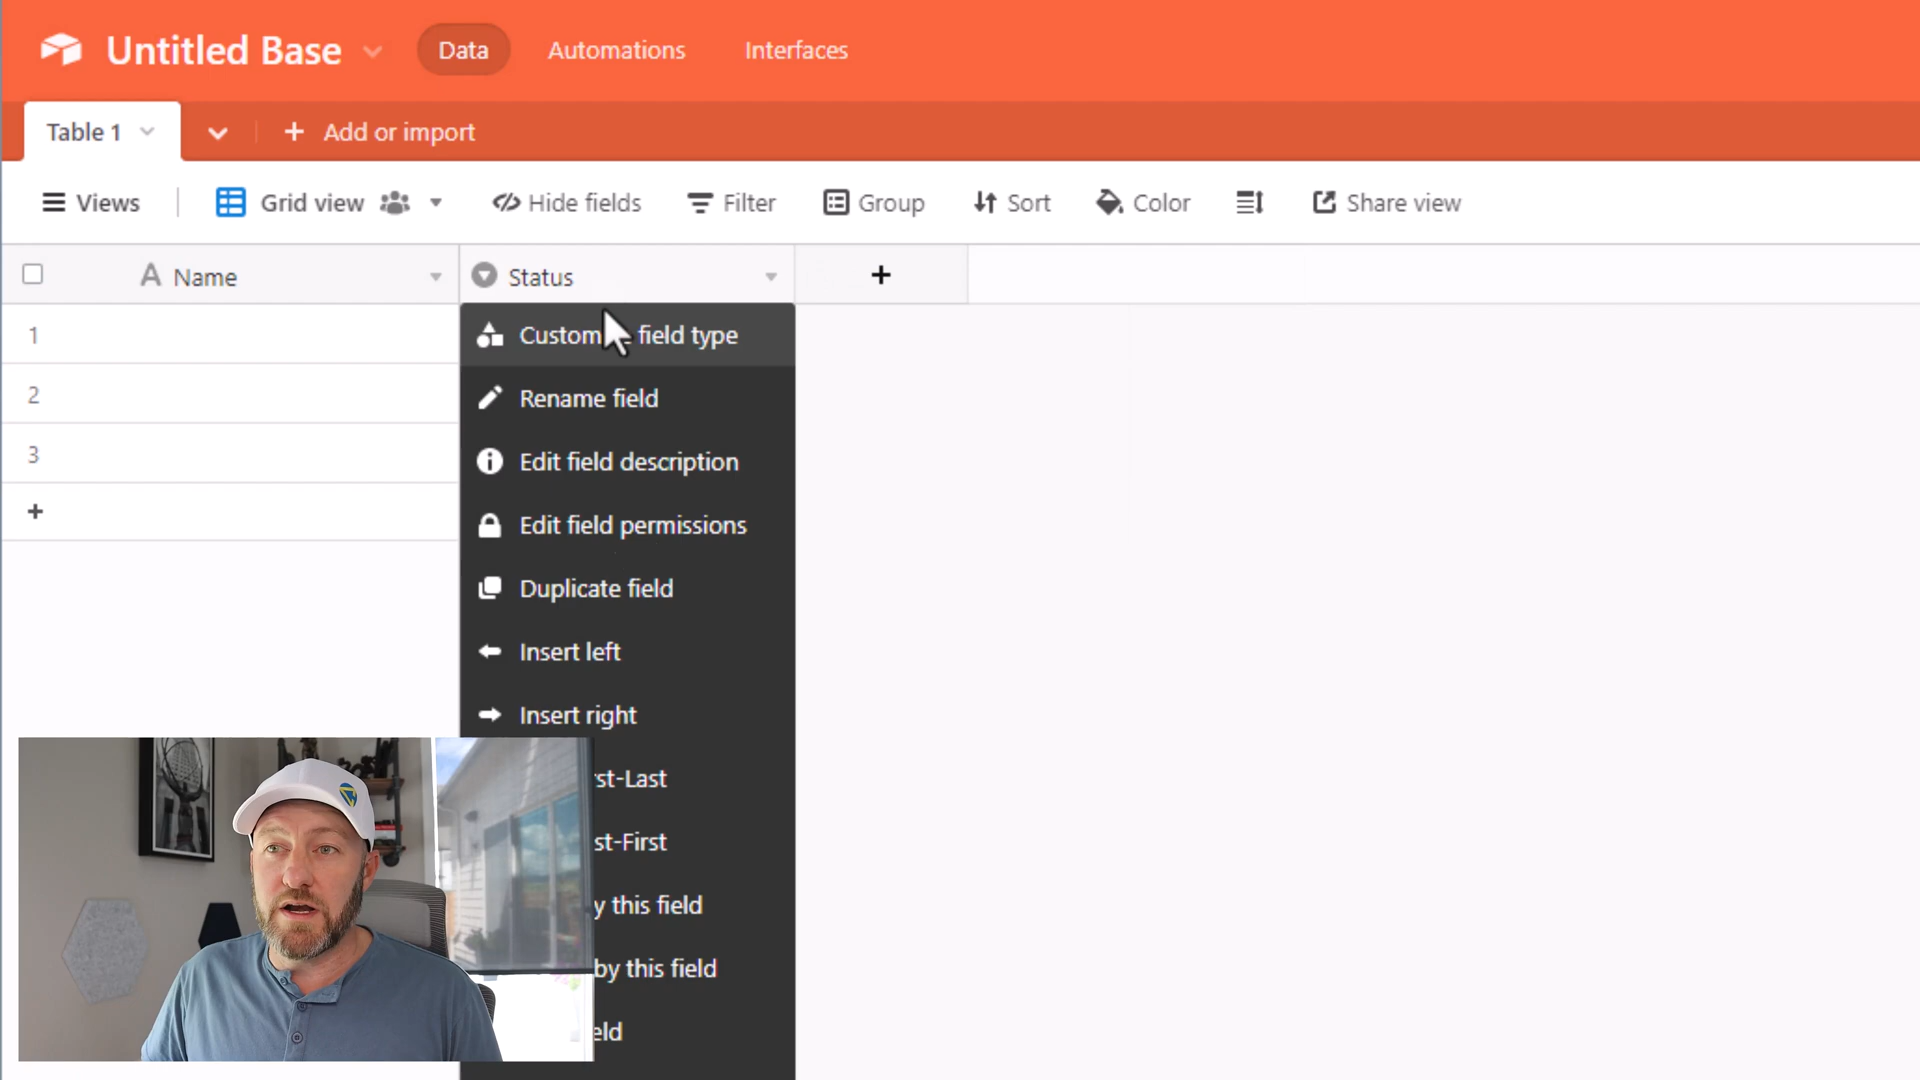 Untitled Base
Data
Automations
Interfaces
Table 1
Add or import
Views
Grid view
Hide fields
Filter
Group
Sort
Color
Share view
Name
Status
1
2
3
Custom field type
Rename field
Edit field description
Edit field permissions
Duplicate field
Insert left
Insert right
st-Last
st-First
y this field
by this field
eld